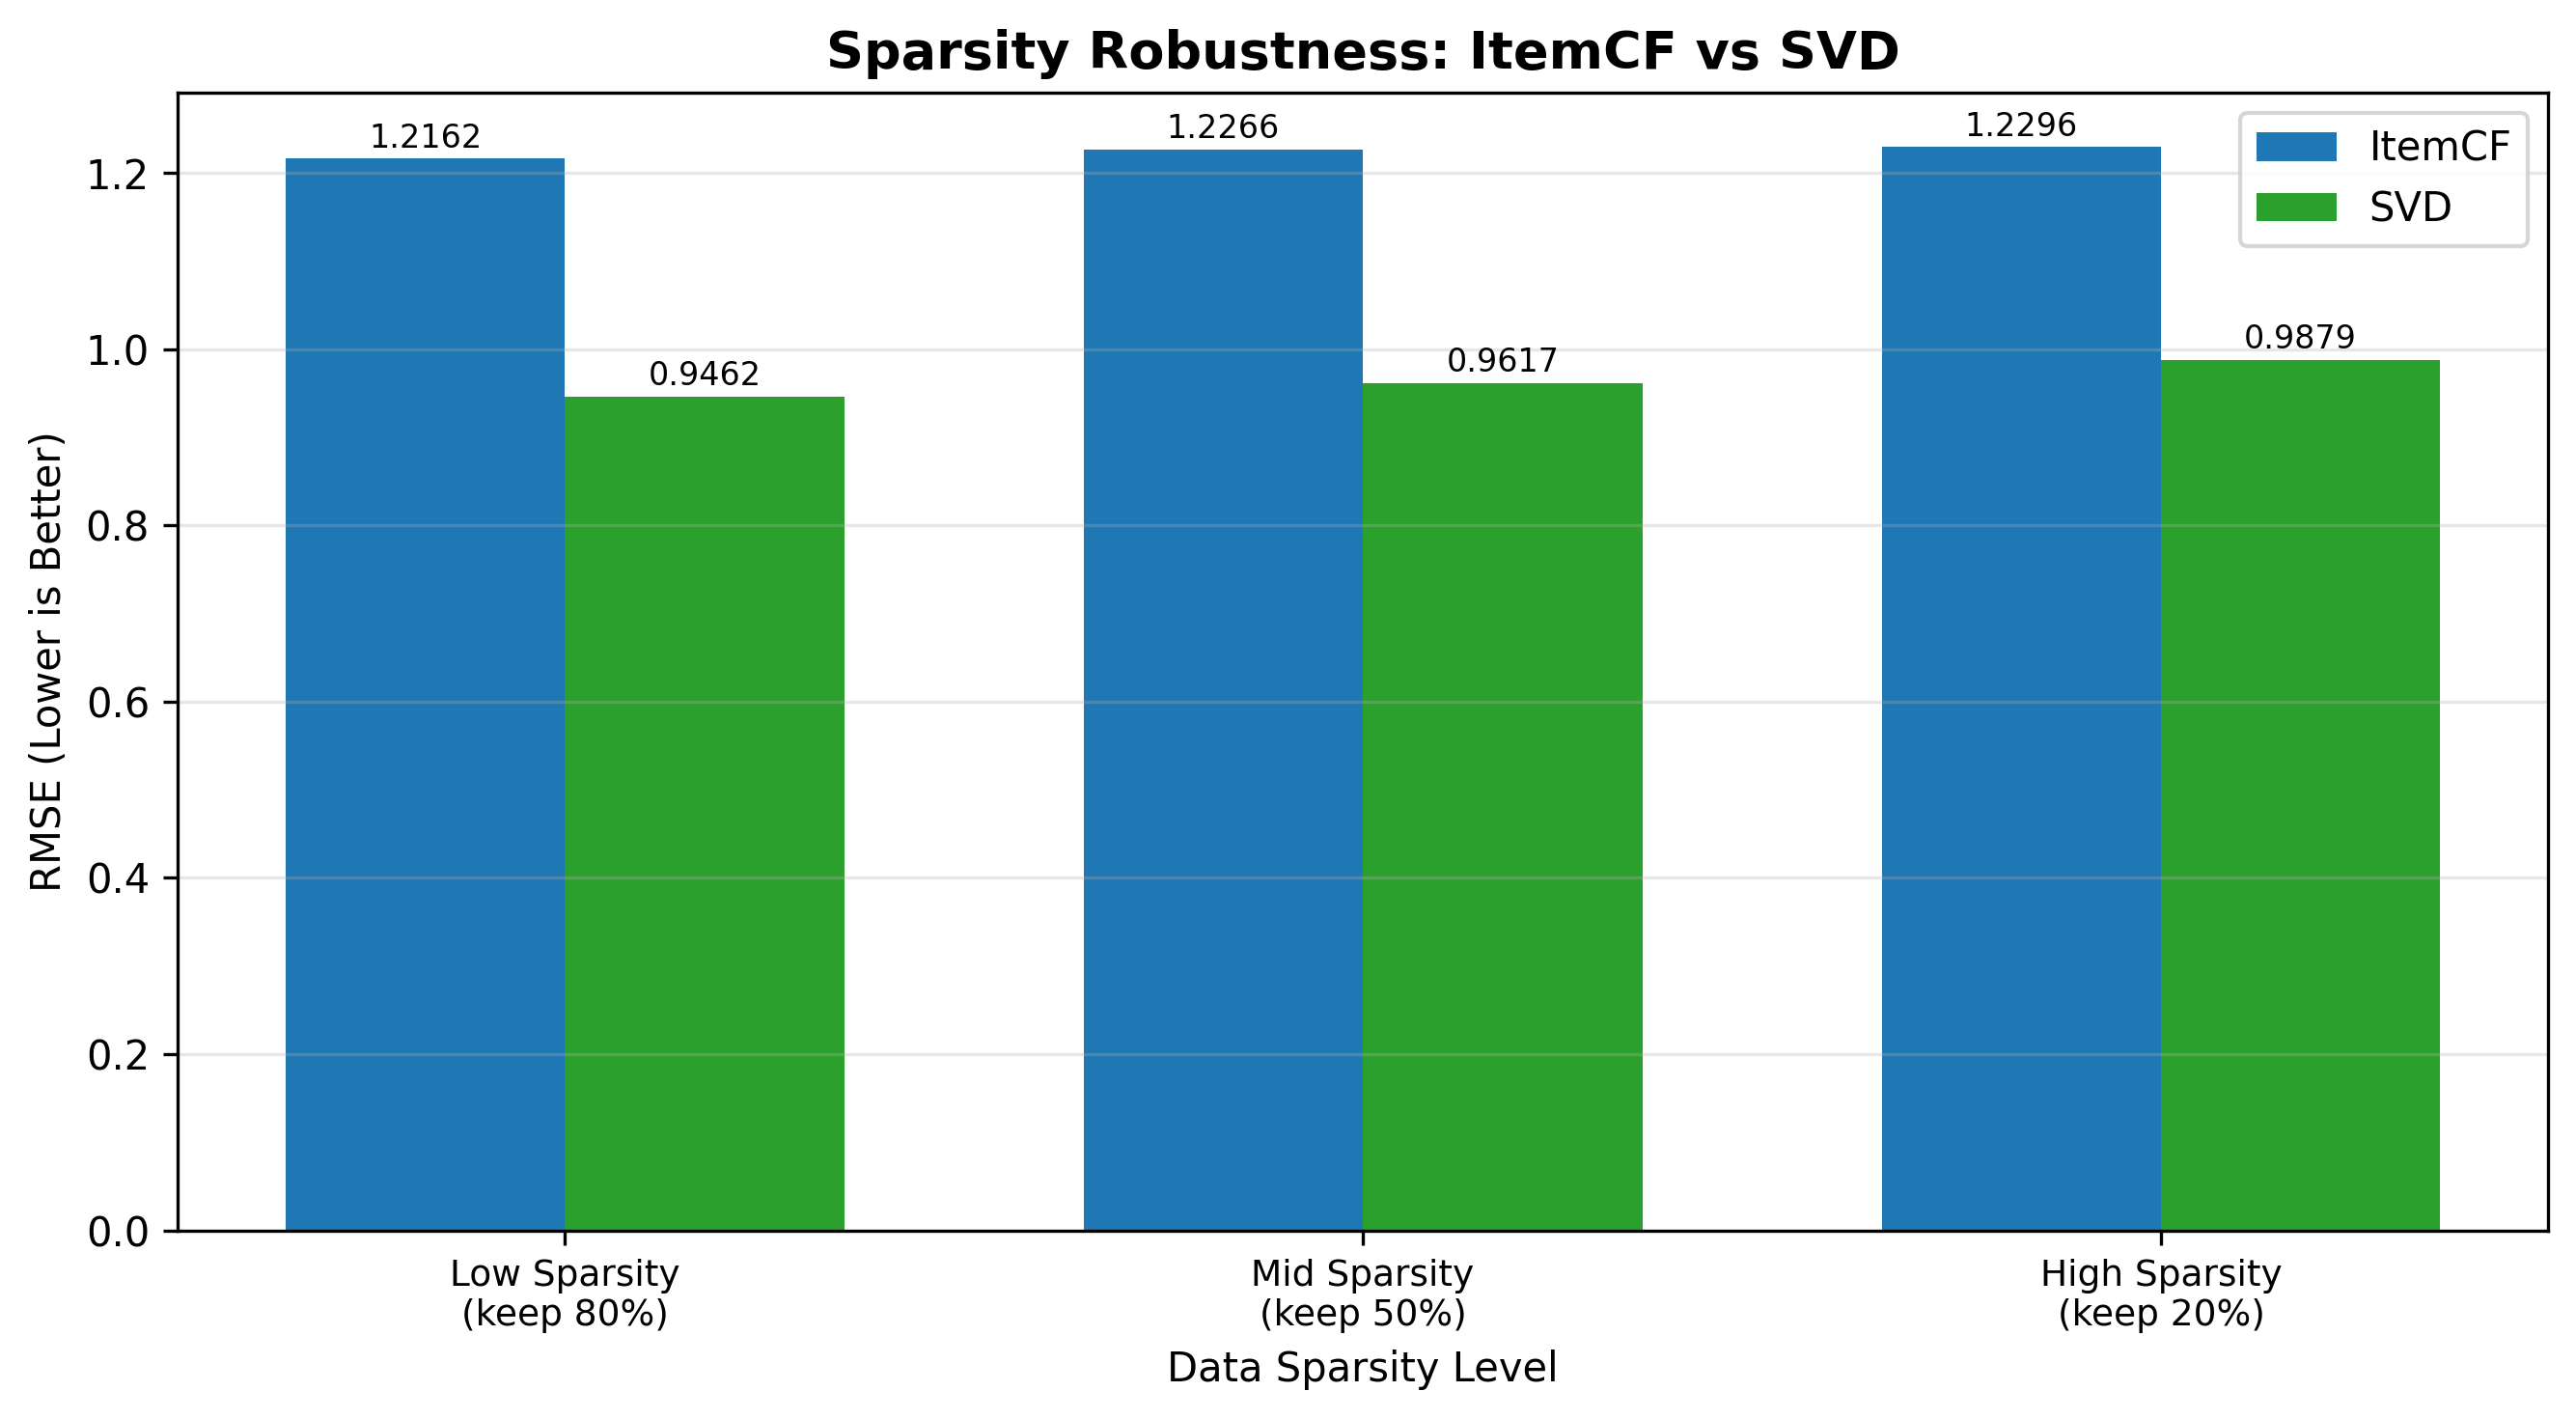 Sparsity Robustness: ItemCF vs SVD
ItemCF
SVD
RMSE (Lower is Better)
1.2
1.0
0.8
0.6
0.4
0.2
0.0
1.2162
0.9462
1.2266
0.9617
1.2296
0.9879
Low Sparsity
(keep 80%)
Mid Sparsity
(keep 50%)
High Sparsity
(keep 20%)
Data Sparsity Level